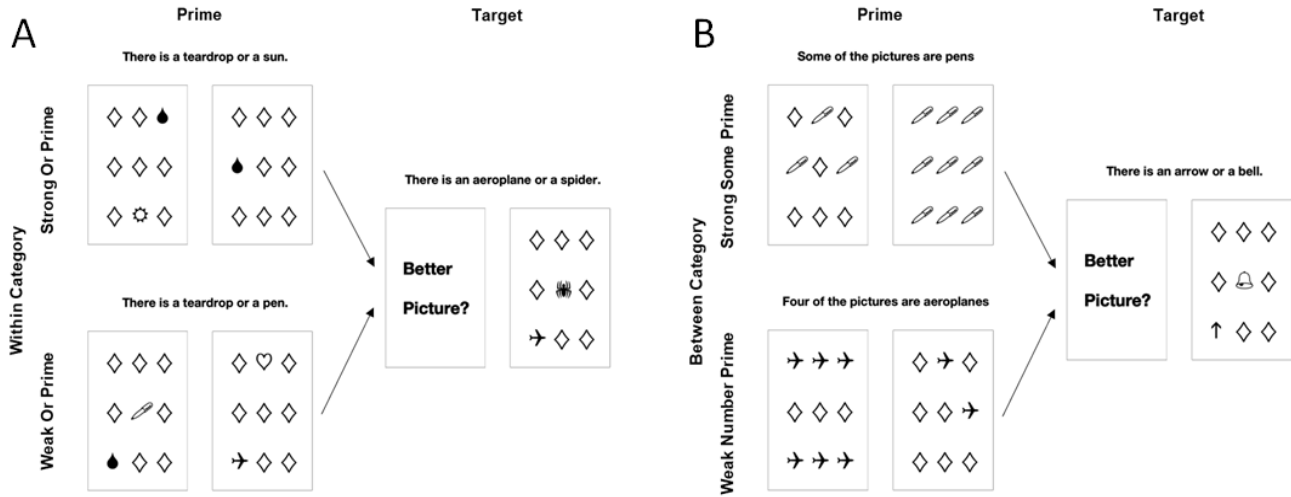 A
Prime
Target
There is a teardrop or a sun.
Within Category
Strong Or Prime
There is an aeroplane or a spider.
Better
Picture?
There is a teardrop or a pen.
Weak Or Prime
B
Prime
Target
Some of the pictures are pens
Between Category
Strong Some Prime
There is an arrow or a bell.
Better
Picture?
Four of the pictures are aeroplanes
Weak Number Prime